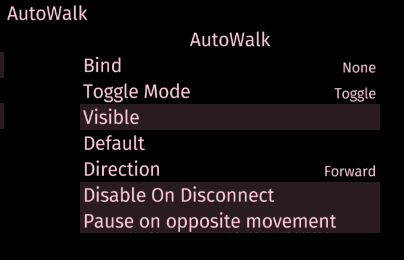 AutoWalk
AutoWalk
Bind None
Toggle Mode Toggle
Visible
Default
Direction Forward
Disable On Disconnect
Pause on opposite movement